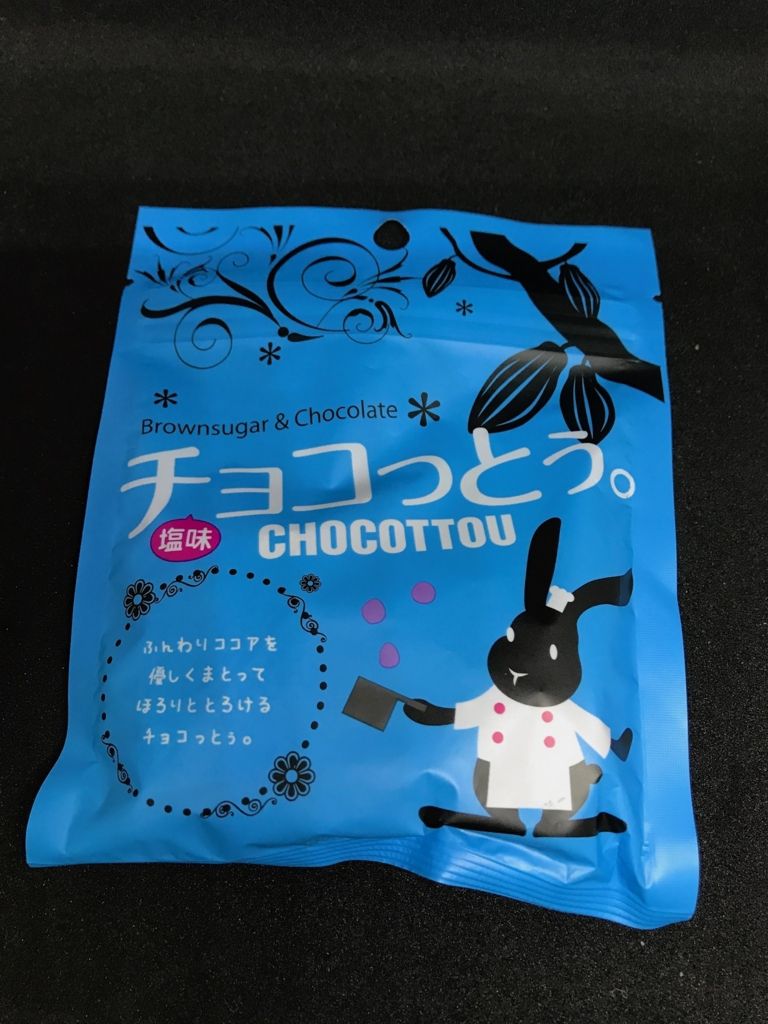 Brownsugar & Chocolate
チョコっとう。
塩味
CHOCOTTOU
ふんわりココアを
優しくまとって
ほろりととろける
チョコっとう。